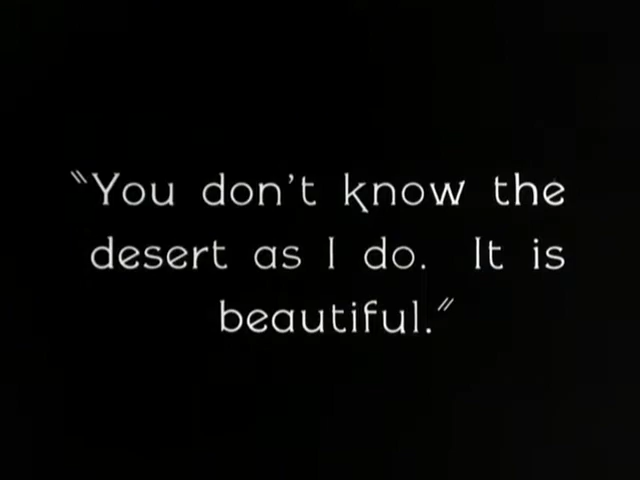 "You don't know the
desert as I do. It is
beautiful."